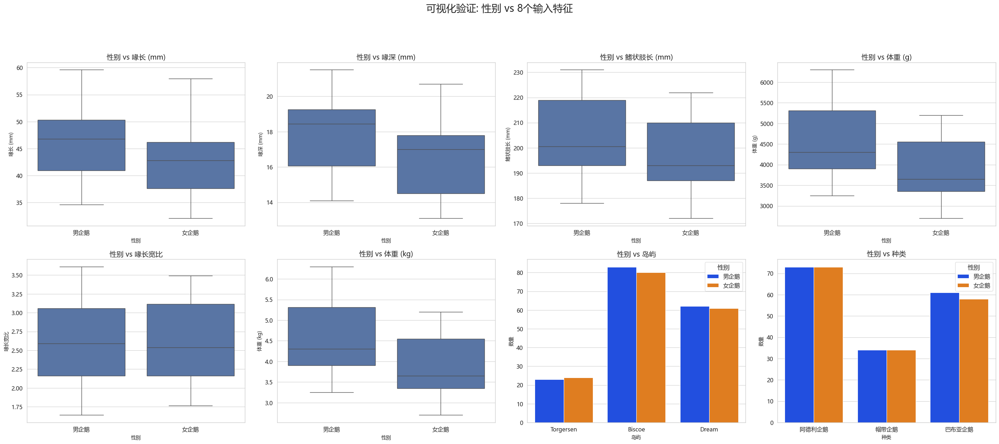 可视化验证: 性别 vs 8个输入特征
性别 vs 喙长 (mm)
喙长 (mm)
60
55
50
45
40
35
男企鹅
女企鹅
性别
性别 vs 喙深 (mm)
喙深 (mm)
20
18
16
14
男企鹅
女企鹅
性别
性别 vs 鳍状肢长 (mm)
鳍状肢长 (mm)
230
220
210
200
190
180
170
男企鹅
女企鹅
性别
性别 vs 体重 (g)
体重 (g)
6000
5500
5000
4500
4000
3500
3000
男企鹅
女企鹅
性别
性别 vs 喙长宽比
喙长宽比
3.50
3.25
3.00
2.75
2.50
2.25
2.00
1.75
男企鹅
女企鹅
性别
性别 vs 体重 (kg)
体重 (kg)
6.0
5.5
5.0
4.5
4.0
3.5
3.0
男企鹅
女企鹅
性别
性别 vs 岛屿
数量
80
70
60
50
40
30
20
10
0
性别
男企鹅
女企鹅
Torgersen
Biscoe
Dream
岛屿
性别 vs 种类
数量
70
60
50
40
30
20
10
0
性别
男企鹅
女企鹅
阿德利企鹅
帽带企鹅
巴布亚企鹅
种类